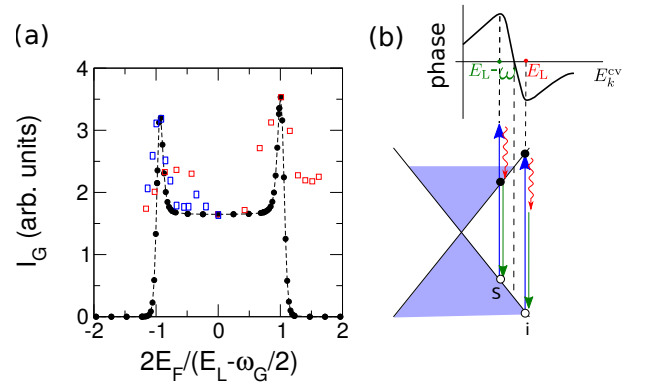 (a)
I_G (arb. units)
4
3
2
1
0
-2 -1 0 1 2
2E_F/(E_L-ω_G/2)
(b)
phase
E_L-ω E_L E_k^cv
s
i